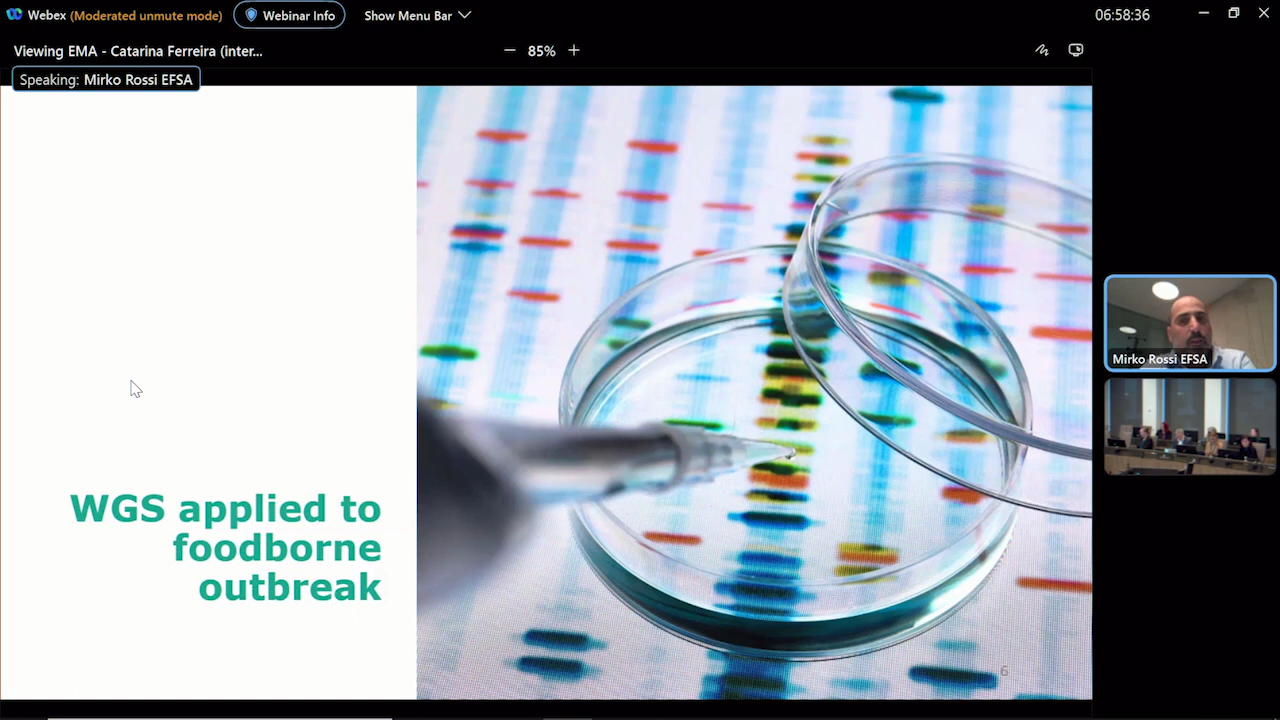 Webex (Moderated unmute mode) Webinar Info Show Menu Bar 06:58:36
Viewing EMA - Catarina Ferreira (inter... 85%
Speaking: Mirko Rossi EFSA
Mirko Rossi EFSA
WGS applied to
foodborne
outbreak
6